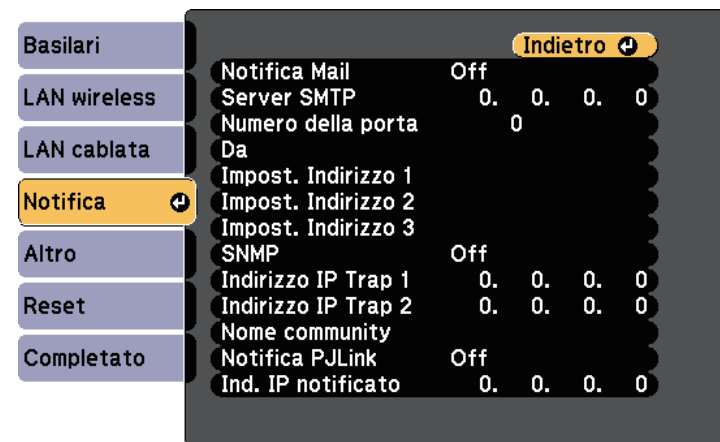 Basilari
LAN wireless
LAN cablata
Notifica
Altro
Reset
Completato
Indietro
Notifica Mail Off
Server SMTP 0. 0. 0. 0
Numero della porta 0
Da
Impost. Indirizzo 1
Impost. Indirizzo 2
Impost. Indirizzo 3
SNMP Off
Indirizzo IP Trap 1 0. 0. 0. 0
Indirizzo IP Trap 2 0. 0. 0. 0
Nome community
Notifica PJLink Off
Ind. IP notificato 0. 0. 0. 0